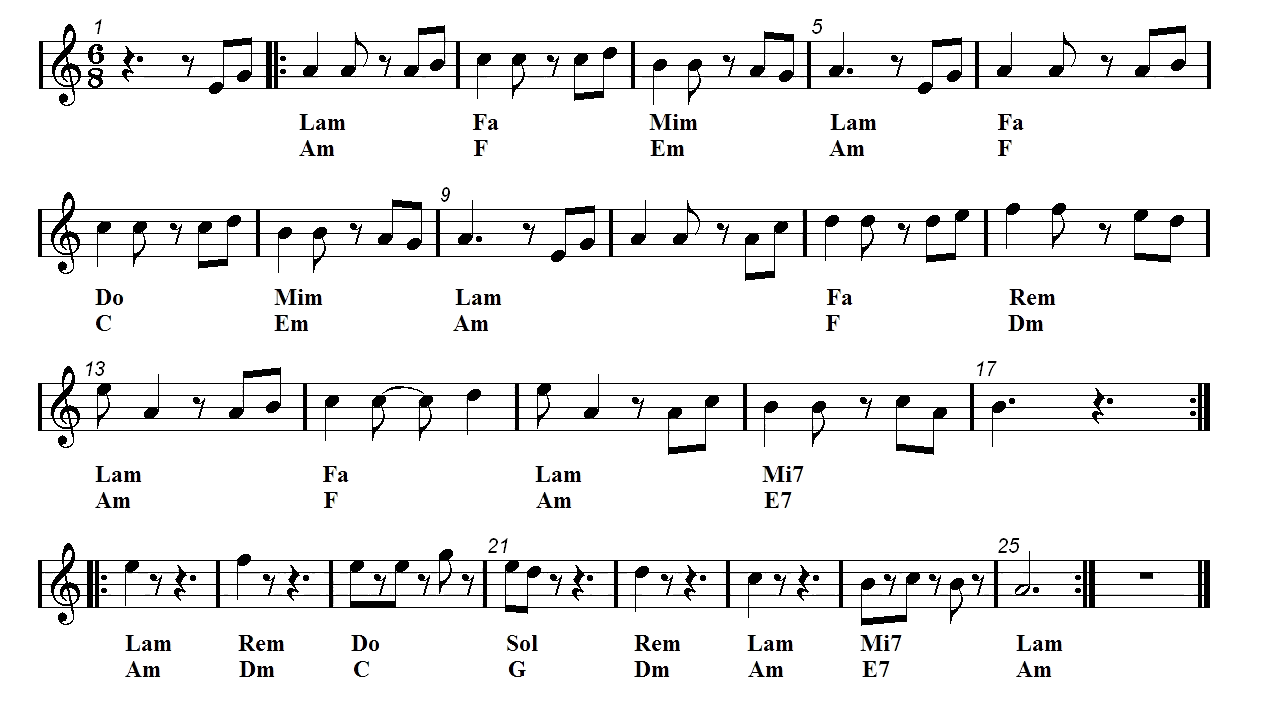 1 5
6
8
Lam Fa Mim Lam Fa
Am F Em Am F
9
Do Mim Lam Fa Rem
C Em Am F Dm
13 17
Lam Fa Lam Mi7
Am F Am E7
21 25
Lam Rem Do Sol Rem Lam Mi7 Lam
Am Dm C G Dm Am E7 Am